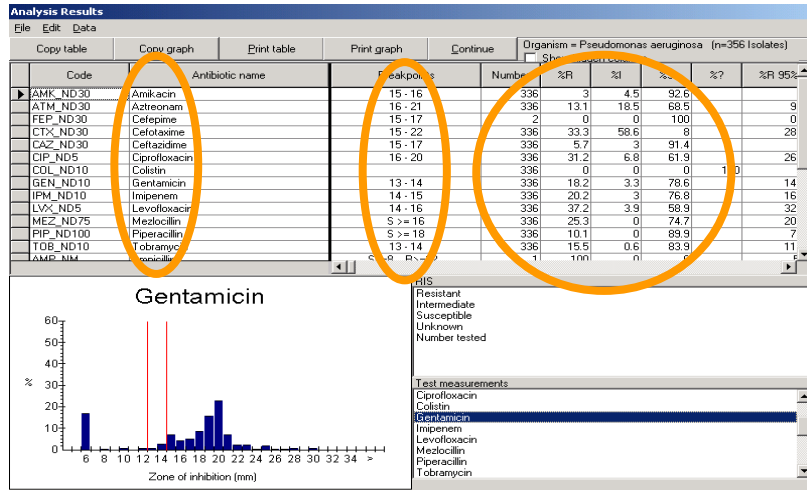 Analysis Results
File Edit Data
Copy table Copy graph Print table Print graph Continue Organism = Pseudomonas aeruginosa (n=356 Isolates)
Code Antibiotic name Breakpoints Number %R %I %? %R 95%
AMK_ND30 Amikacin 15 - 16 336 3 4.5 92.6
ATM_ND30 Aztreonam 16 - 21 336 13.1 18.5 68.5 9
FEP_ND30 Cefepime 15 - 17 2 0 0 100 0
CTX_ND30 Cefotaxime 15 - 22 336 33.3 58.6 8 28
CAZ_ND30 Ceftazidime 15 - 17 336 5.7 3 91.4
CIP_ND5 Ciprofloxacin 16 - 20 336 31.2 6.8 61.9 26
COL_ND10 Colistin 336 0 0 0
GEN_ND10 Gentamicin 13 - 14 336 18.2 3.3 78.6 14
IPM_ND10 Imipenem 14 - 15 336 20.2 3 76.8 16
LVX_ND5 Levofloxacin 14 - 16 336 37.2 3.9 58.9 32
MEZ_ND75 Mezlocillin S >= 16 336 25.3 0 74.7 20
PIP_ND100 Piperacillin S >= 18 336 10.1 0 89.9 7
TOB_ND10 Tobramycin 13 - 14 336 15.5 0.6 83.9 11
AMP_NM 1 100 0
Gentamicin
60
50
40
%
30
20
10
0
6 8 10 12 14 16 18 20 22 24 26 28 30 32 34 >
Zone of inhibition (mm)
RIS
Resistant
Intermediate
Susceptible
Unknown
Number tested
Test measurements
Ciprofloxacin
Colistin
Gentamicin
Imipenem
Levofloxacin
Mezlocillin
Piperacillin
Tobramycin